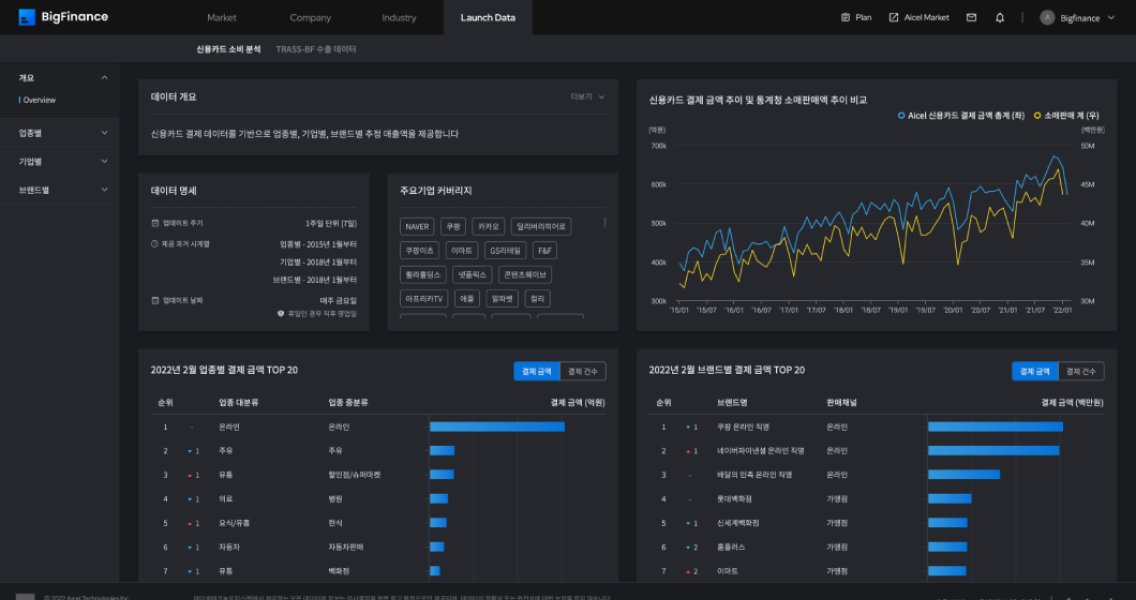 BigFinance
Market Company Industry Launch Data
Plan Aicel Market Bigfinance
신용카드 소비 분석 TRASS-BF 수출 데이터
개요
Overview
업종별
기업별
브랜드별
데이터 개요 더보기
신용카드 결제 데이터를 기반으로 업종별, 기업별, 브랜드별 추정 매출액을 제공합니다
데이터 명세
업데이트 주기 1주일 단위 (7일)
제공 과거 시계열 업종별 - 2015년 1월부터
기업별 - 2018년 1월부터
브랜드별 - 2018년 1월부터
업데이트 날짜 매주 금요일
휴일인 경우 직후 영업일
주요기업 커버리지
NAVER 쿠팡 카카오 딜리버리히어로
쿠팡이츠 이마트 GS리테일 F&F
휠라홀딩스 넷플릭스 콘텐츠웨이브
아프리카TV 애플 알파벳 컬리
신용카드 결제 금액 추이 및 통계청 소매판매액 추이 비교
Aicel 신용카드 결제 금액 총계 (좌) 소매판매 계 (우)
(억원) (백만원)
700k 50M
600k 45M
500k 40M
400k 35M
300k 30M
'15/01 '15/07 '16/01 '16/07 '17/01 '17/07 '18/01 '18/07 '19/01 '19/07 '20/01 '20/07 '21/01 '21/07 '22/01
2022년 2월 업종별 결제 금액 TOP 20 결제 금액 결제 건수
순위 업종 대분류 업종 중분류 결제 금액 (억원)
1 - 온라인 온라인
2 1 주유 주유
3 1 유통 할인점/슈퍼마켓
4 1 의료 병원
5 1 요식/유흥 한식
6 1 자동차 자동차판매
7 1 유통 백화점
2022년 2월 브랜드별 결제 금액 TOP 20 결제 금액 결제 건수
순위 브랜드명 판매채널 결제 금액 (백만원)
1 1 쿠팡 온라인 직영 온라인
2 1 네이버파이낸셜 온라인 직영 온라인
3 - 배달의 민족 온라인 직영 온라인
4 - 롯데백화점 가맹점
5 1 신세계백화점 가맹점
6 2 홈플러스 가맹점
7 2 이마트 가맹점
© 2022 Aicel Technologies Inc.